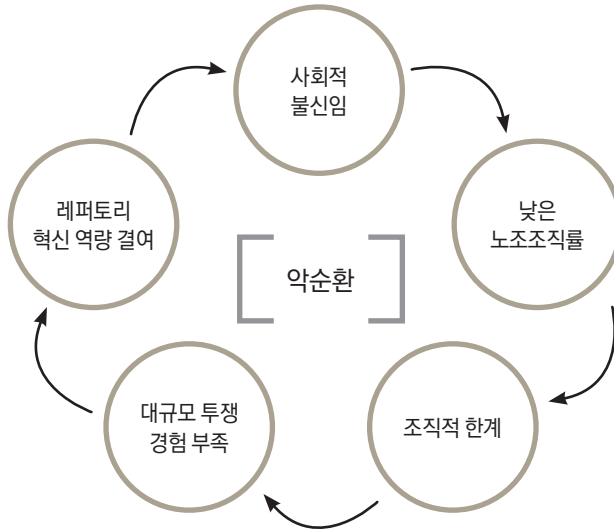 사회적
불신임
낮은
노조조직률
조직적 한계
대규모 투쟁
경험 부족
레퍼토리
혁신 역량 결여
악순환